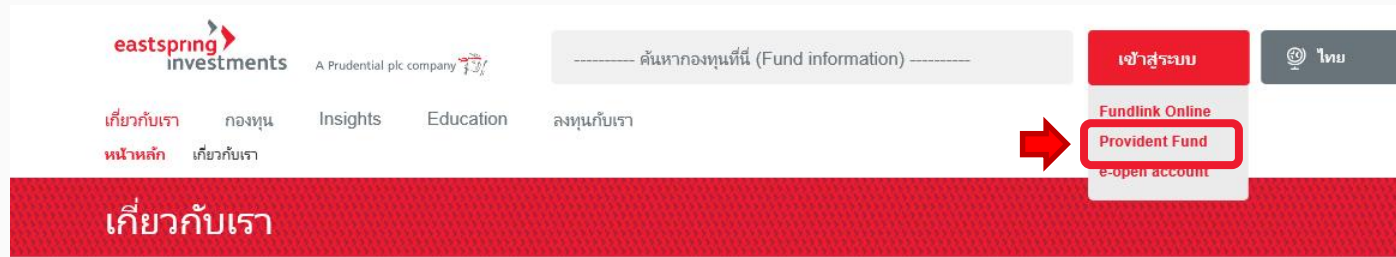 eastspring
investments
A Prudential plc company
---------- ค้นหากองทุนที่นี่ (Fund information) ----------
เข้าสู่ระบบ
ไทย
เกี่ยวกับเรา กองทุน Insights Education ลงทุนกับเรา
Fundlink Online
Provident Fund
e-open account
หน้าหลัก เกี่ยวกับเรา
เกี่ยวกับเรา